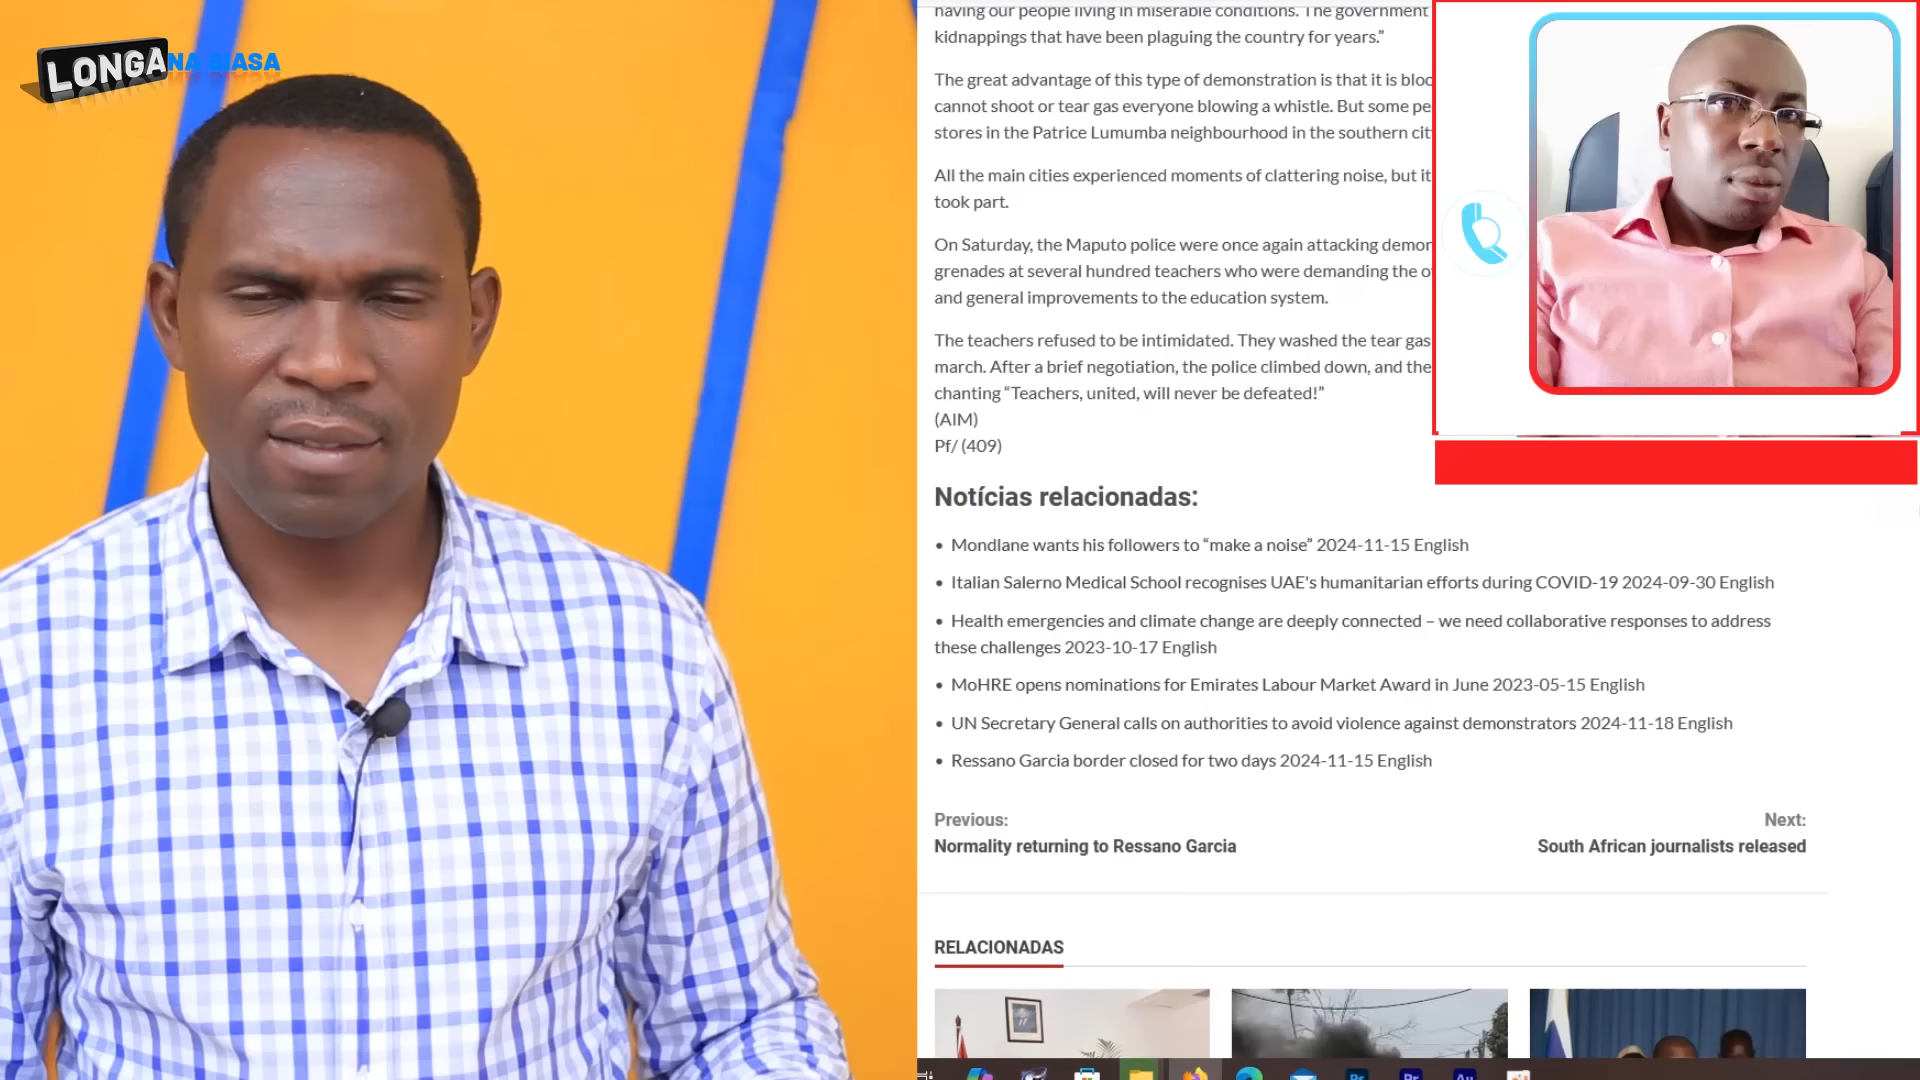 LONGA NA SIASA
having our people living in miserable conditions. The government
kidnappings that have been plaguing the country for years.”
The great advantage of this type of demonstration is that it is
cannot shoot or tear gas everyone blowing a whistle. But some
stores in the Patrice Lumumba neighbourhood in the southern
All the main cities experienced moments of clattering noise, but it
took part.
On Saturday, the Maputo police were once again attacking
grenades at several hundred teachers who were demanding the
and general improvements to the education system.
The teachers refused to be intimidated. They washed the tear gas
march. After a brief negotiation, the police climbed down, and
chanting “Teachers, united, will never be defeated!”
(AIM)
Pf/ (409)
Notícias relacionadas:
• Mondlane wants his followers to “make a noise” 2024-11-15 English
• Italian Salerno Medical School recognises UAE's humanitarian efforts during COVID-19 2024-09-30 English
• Health emergencies and climate change are deeply connected – we need collaborative responses to address
these challenges 2023-10-17 English
• MoHRE opens nominations for Emirates Labour Market Award in June 2023-05-15 English
• UN Secretary General calls on authorities to avoid violence against demonstrators 2024-11-18 English
• Ressano Garcia border closed for two days 2024-11-15 English
Previous:
Normality returning to Ressano Garcia
Next:
South African journalists released
RELACIONADAS
Ps Pr Au